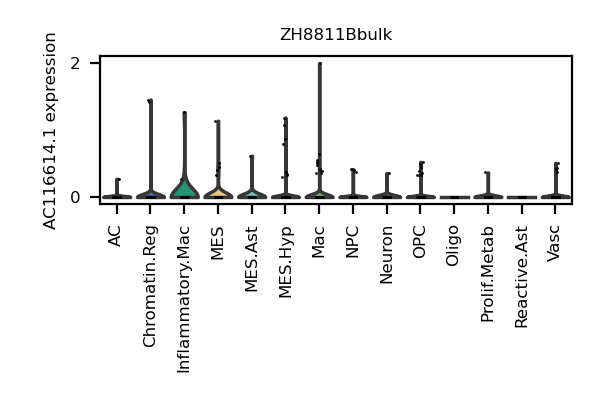 ZH8811Bbulk
AC116614.1 expression
2
0
AC
Chromatin.Reg
Inflammatory.Mac
MES
MES.Ast
MES.Hyp
Mac
NPC
Neuron
OPC
Oligo
Prolif.Metab
Reactive.Ast
Vasc